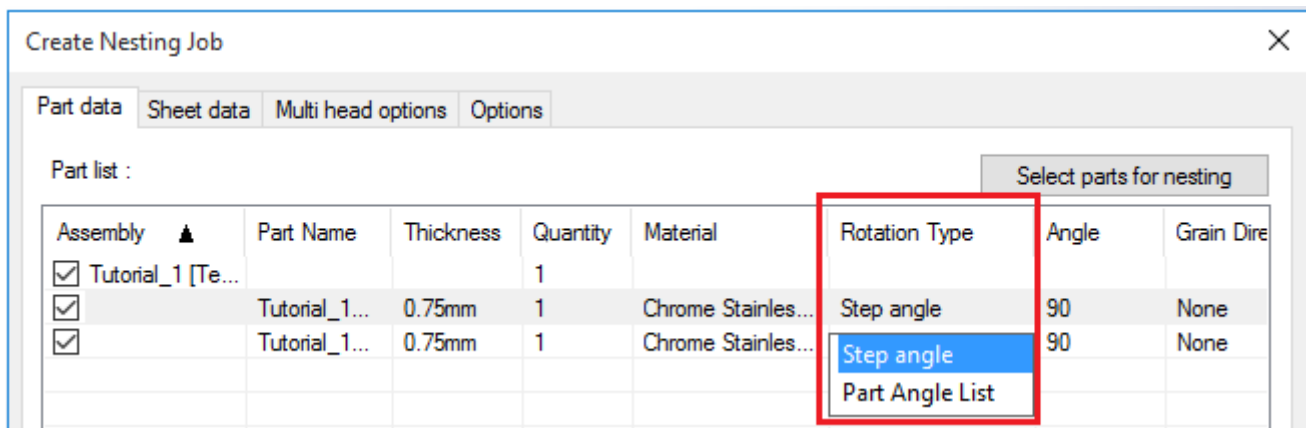 Create Nesting Job
Part data Sheet data Multi head options Options
Part list : Select parts for nesting
Assembly Part Name Thickness Quantity Material Rotation Type Angle Grain Dire
Tutorial_1 [Te... 1
Tutorial_1... 0.75mm 1 Chrome Stainles... Step angle 90 None
Tutorial_1... 0.75mm 1 Chrome Stainles... Step angle 90 None
Part Angle List